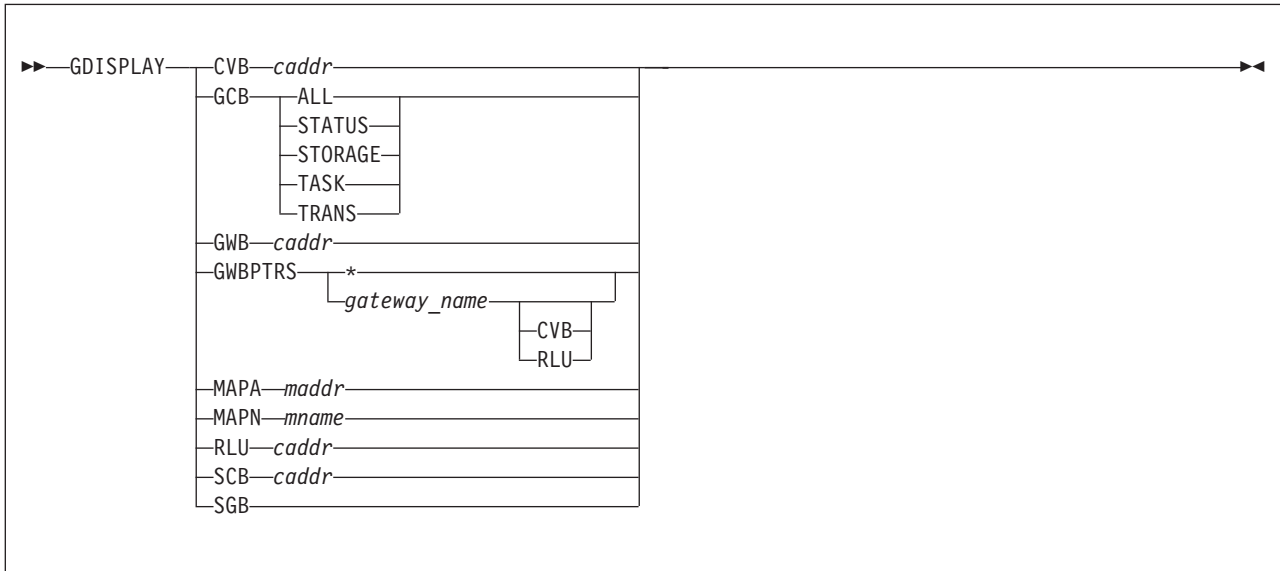 GDISPLAY CVB caddr
GCB ALL
STATUS
STORAGE
TASK
TRANS
GWB caddr
GWBPTRS *
gateway_name
CVB
RLU
MAPA maddr
MAPN mname
RLU caddr
SCB caddr
SGB